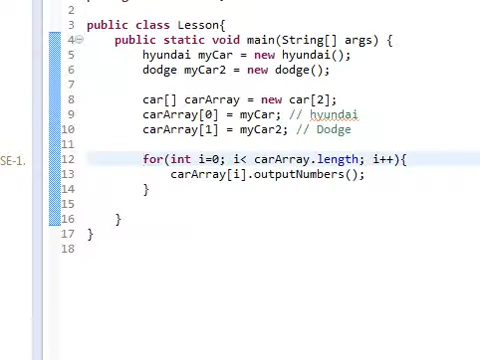 2
3 public class Lesson{
4 public static void main(String[] args) {
5 hyundai myCar = new hyundai();
6 dodge myCar2 = new dodge();
7
8 car[] carArray = new car[2];
9 carArray[0] = myCar; // hyundai
10 carArray[1] = myCar2; // Dodge
11
12 for(int i=0; i< carArray.length; i++){
SE-1.
13 carArray[i].outputNumbers();
14 }
15
16 }
17 }
18